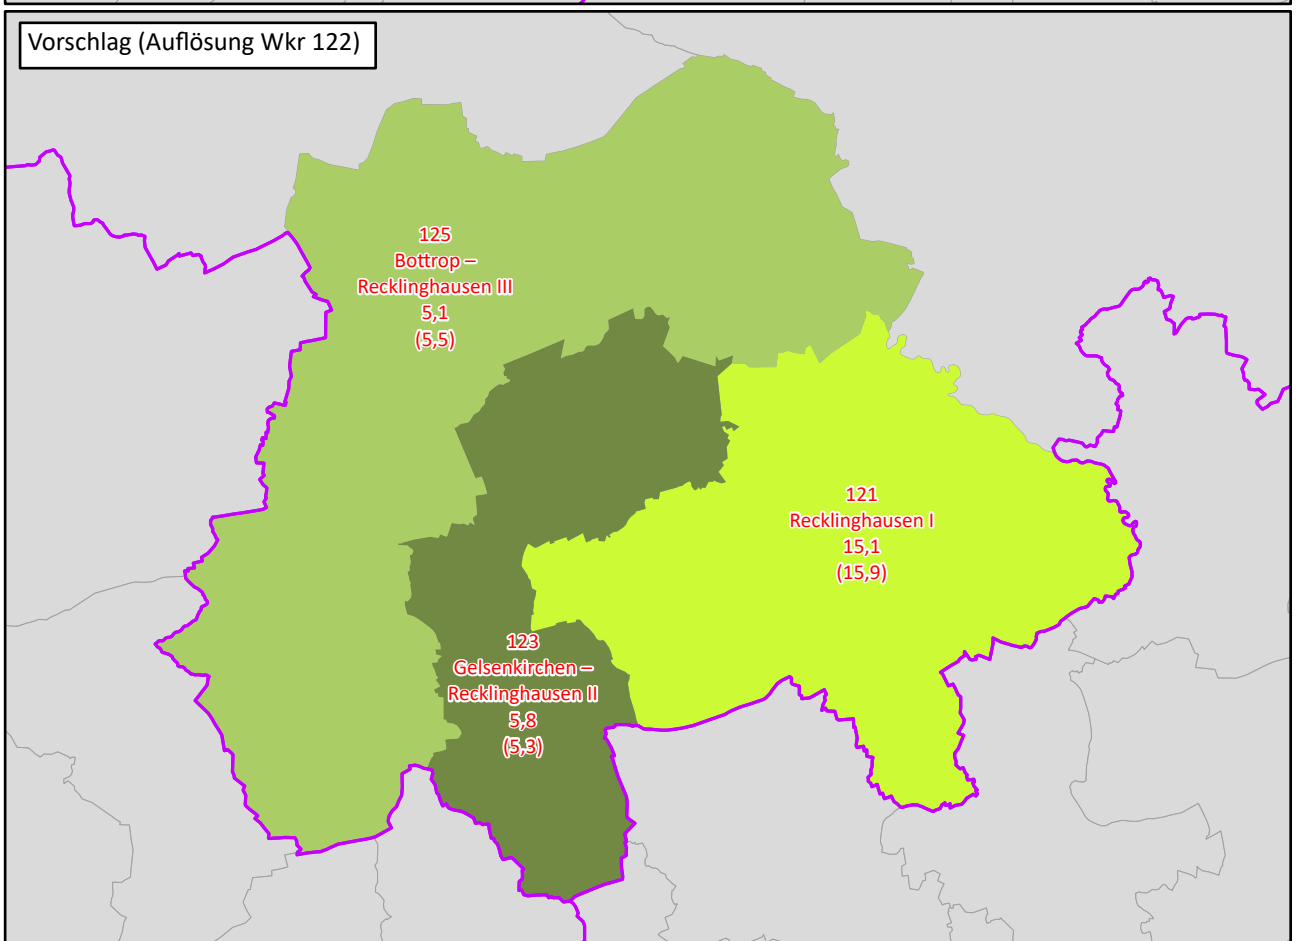 Vorschlag (Auflösung Wkr 122)
125
Bottrop –
Recklinghausen III
5,1
(5,5)
121
Recklinghausen I
15,1
(15,9)
123
Gelsenkirchen –
Recklinghausen II
5,8
(5,3)